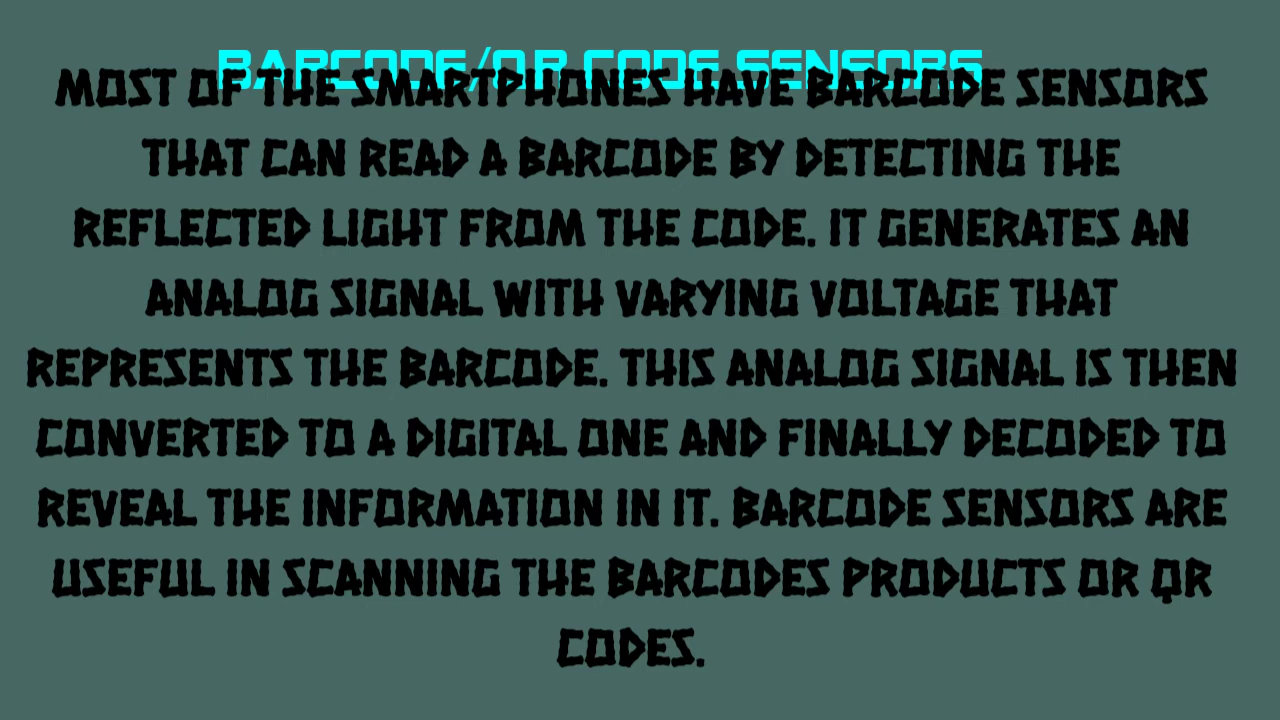 BARCODE/QR CODE SENSORS
MOST OF THE SMARTPHONES HAVE BARCODE SENSORS
THAT CAN READ A BARCODE BY DETECTING THE
REFLECTED LIGHT FROM THE CODE. IT GENERATES AN
ANALOG SIGNAL WITH VARYING VOLTAGE THAT
REPRESENTS THE BARCODE. THIS ANALOG SIGNAL IS THEN
CONVERTED TO A DIGITAL ONE AND FINALLY DECODED TO
REVEAL THE INFORMATION IN IT. BARCODE SENSORS ARE
USEFUL IN SCANNING THE BARCODES PRODUCTS OR QR
CODES.